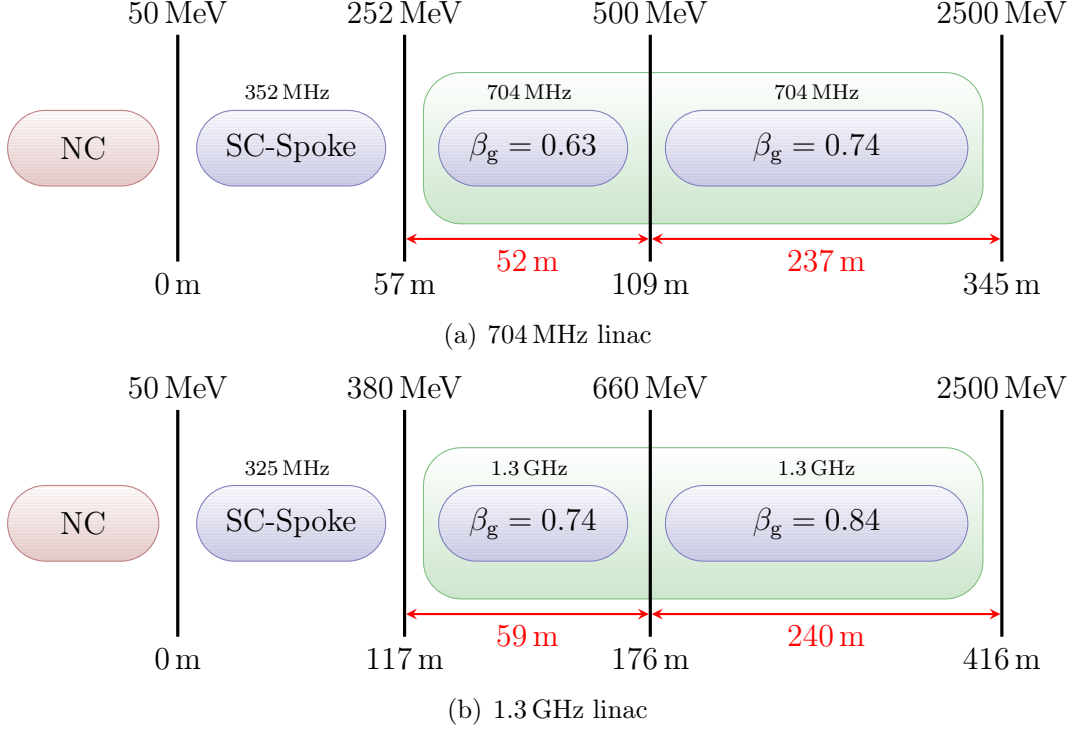 50 MeV 252 MeV 500 MeV 2500 MeV
352 MHz 704 MHz 704 MHz
NC SC-Spoke βg = 0.63 βg = 0.74
52 m 237 m
0 m 57 m 109 m 345 m
(a) 704 MHz linac
50 MeV 380 MeV 660 MeV 2500 MeV
325 MHz 1.3 GHz 1.3 GHz
NC SC-Spoke βg = 0.74 βg = 0.84
59 m 240 m
0 m 117 m 176 m 416 m
(b) 1.3 GHz linac